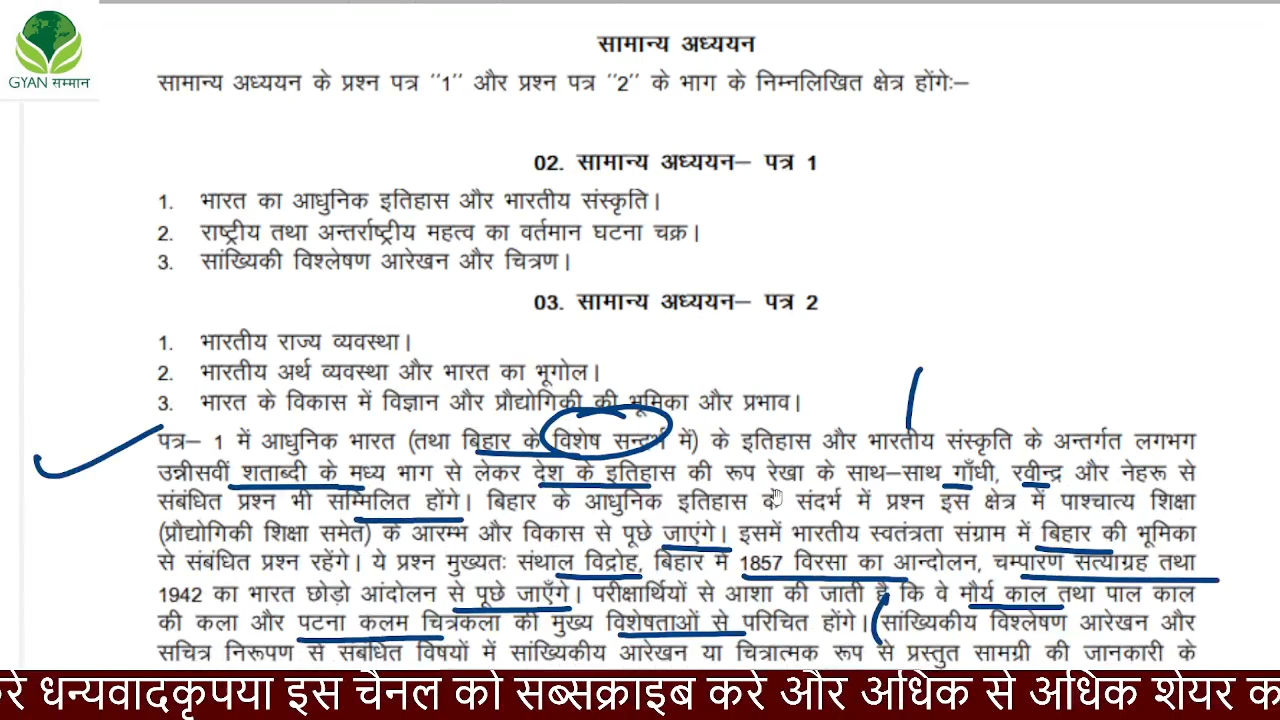 GYAN सम्मान
सामान्य अध्ययन
सामान्य अध्ययन के प्रश्न पत्र ''1'' और प्रश्न पत्र ''2'' के भाग के निम्नलिखित क्षेत्र होंगेः–
02. सामान्य अध्ययन– पत्र 1
1. भारत का आधुनिक इतिहास और भारतीय संस्कृति।
2. राष्ट्रीय तथा अन्तर्राष्ट्रीय महत्व का वर्तमान घटना चक्र।
3. सांख्यिकी विश्लेषण आरेखन और चित्रण।
03. सामान्य अध्ययन– पत्र 2
1. भारतीय राज्य व्यवस्था।
2. भारतीय अर्थ व्यवस्था और भारत का भूगोल।
3. भारत के विकास में विज्ञान और प्रौद्योगिकी की भूमिका और प्रभाव।
पत्र– 1 में आधुनिक भारत (तथा बिहार के विशेष सन्दर्भ में) के इतिहास और भारतीय संस्कृति के अन्तर्गत लगभग
उन्नीसवीं शताब्दी के मध्य भाग से लेकर देश के इतिहास की रूप रेखा के साथ–साथ गाँधी, रवीन्द्र और नेहरू से
संबंधित प्रश्न भी सम्मिलित होंगे। बिहार के आधुनिक इतिहास के संदर्भ में प्रश्न इस क्षेत्र में पाश्चात्य शिक्षा
(प्रौद्योगिकी शिक्षा समेत) के आरम्भ और विकास से पूछे जाएंगे। इसमें भारतीय स्वतंत्रता संग्राम में बिहार की भूमिका
से संबंधित प्रश्न रहेंगे। ये प्रश्न मुख्यतः संथाल विद्रोह, बिहार में 1857 विरसा का आन्दोलन, चम्पारण सत्याग्रह तथा
1942 का भारत छोड़ो आंदोलन से पूछे जाएँगे। परीक्षार्थियों से आशा की जाती है कि वे मौर्य काल तथा पाल काल
की कला और पटना कलम चित्रकला की मुख्य विशेषताओं से परिचित होंगे। सांख्यिकीय विश्लेषण आरेखन और
सचित्र निरूपण से संबंधित विषयों में सांख्यिकीय आरेखन या चित्रात्मक रूप से प्रस्तुत सामग्री की जानकारी के
रे धन्यवादकृपया इस चैनल को सब्सक्राइब करे और अधिक से अधिक शेयर क